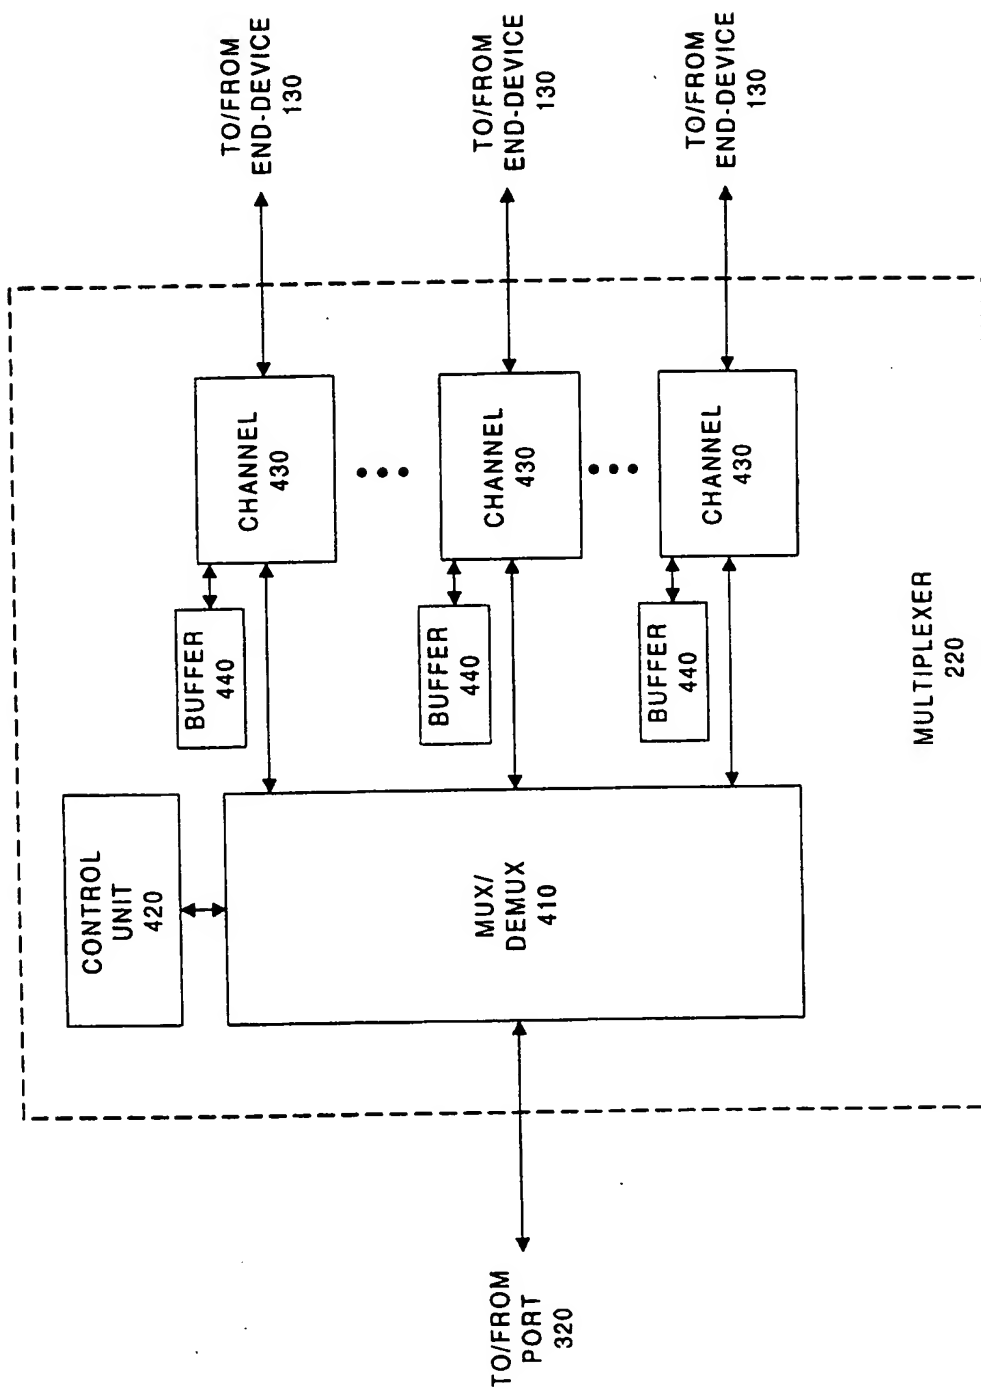 CONTROL
UNIT
420
TO/FROM
PORT
320
MUX/
DEMUX
410
BUFFER
440
CHANNEL
430
TO/FROM
END-DEVICE
130
BUFFER
440
CHANNEL
430
TO/FROM
END-DEVICE
130
BUFFER
440
CHANNEL
430
TO/FROM
END-DEVICE
130
MULTIPLEXER
220